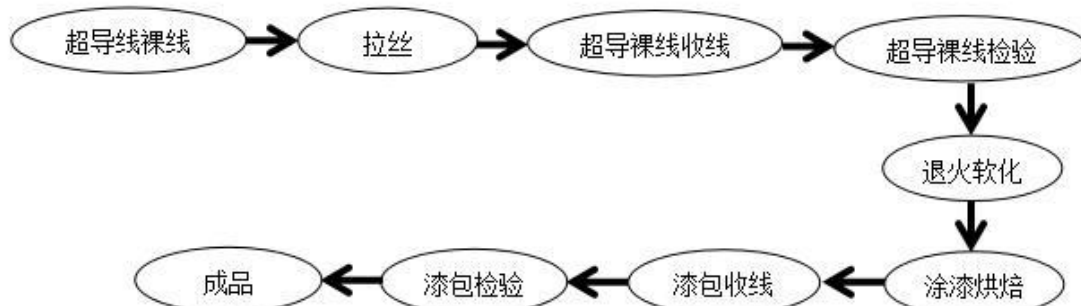 超导线裸线
拉丝
超导裸线收线
超导裸线检验
退火软化
涂漆烘焙
漆包收线
漆包检验
成品